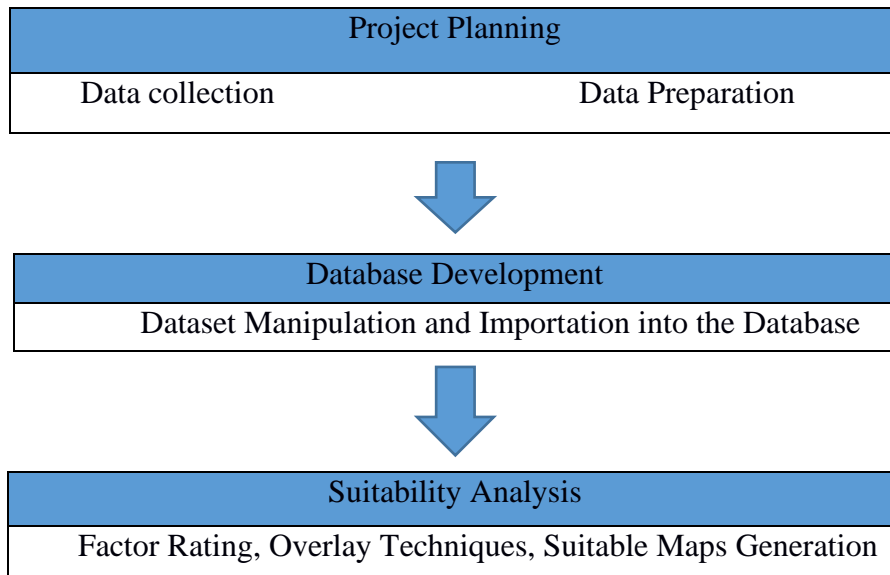 Project Planning
Data collection Data Preparation
Database Development
Dataset Manipulation and Importation into the Database
Suitability Analysis
Factor Rating, Overlay Techniques, Suitable Maps Generation